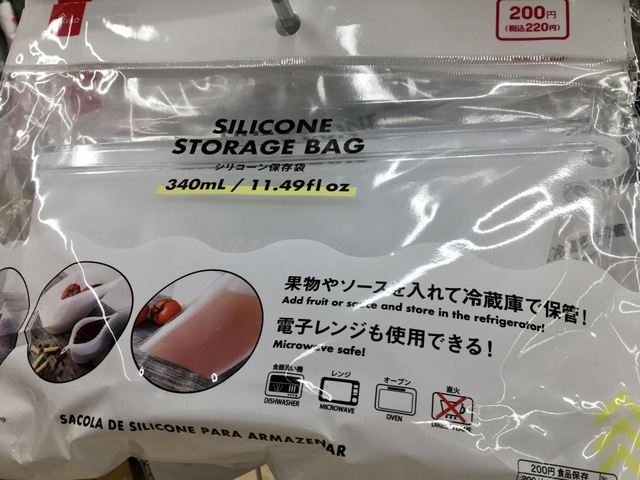 200円
(税込220円)
SILICONE
STORAGE BAG
シリコーン保存袋
340mL / 11.49fl oz
果物やソースを入れて冷蔵庫で保管!
Add fruit or sauce and store in the refrigerator!
電子レンジも使用できる!
Microwave safe!
食器洗い機
DISHWASHER
レンジ
MICROWAVE
オーブン
OVEN
直火
DIRECT FLAME
SACOLA DE SILICONE PARA ARMAZENAR
200円 食品保存